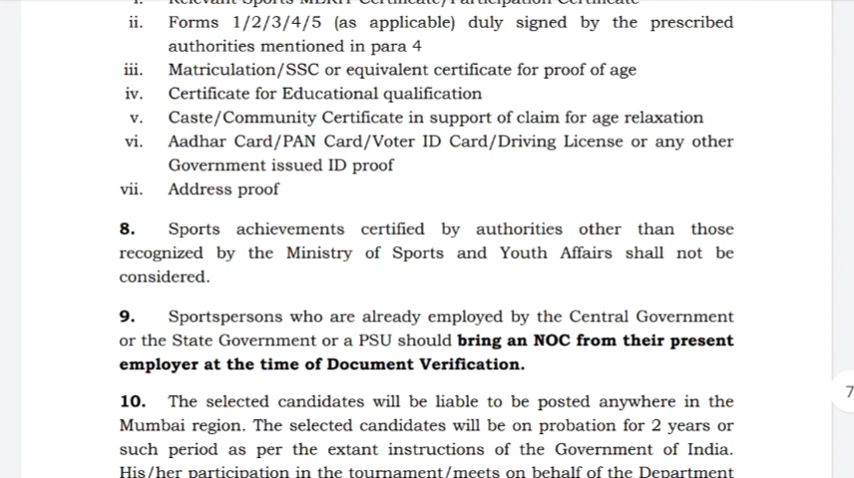 i. Relevant Sports MERIT Certificate/Participation Certificate
ii. Forms 1/2/3/4/5 (as applicable) duly signed by the prescribed
authorities mentioned in para 4
iii. Matriculation/SSC or equivalent certificate for proof of age
iv. Certificate for Educational qualification
v. Caste/Community Certificate in support of claim for age relaxation
vi. Aadhar Card/PAN Card/Voter ID Card/Driving License or any other
Government issued ID proof
vii. Address proof
8. Sports achievements certified by authorities other than those
recognized by the Ministry of Sports and Youth Affairs shall not be
considered.
9. Sportspersons who are already employed by the Central Government
or the State Government or a PSU should bring an NOC from their present
employer at the time of Document Verification.
7
10. The selected candidates will be liable to be posted anywhere in the
Mumbai region. The selected candidates will be on probation for 2 years or
such period as per the extant instructions of the Government of India.
His/her participation in the tournament/meets on behalf of the Department